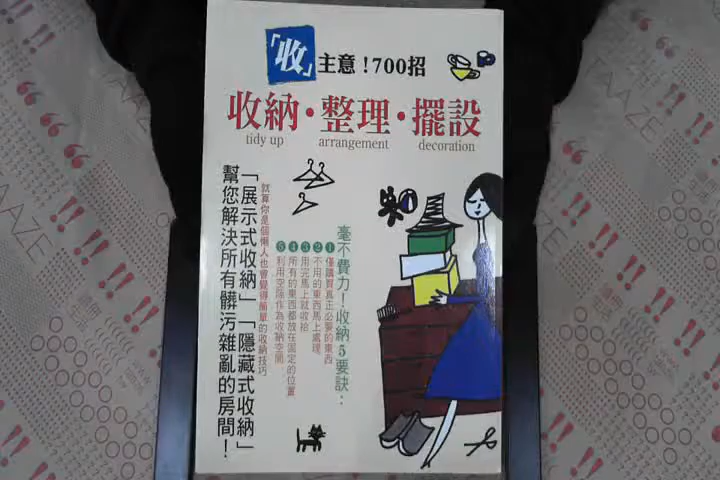 「收」主意！700招
收納・整理・擺設
tidy up arrangement decoration
毫不費力！收納5要訣：
1 僅購買真正必要的東西
2 不用的東西馬上處理
3 用完馬上就收拾
4 所有的東西都放在固定的位置
5 利用空隙作為收納空間
就算你是個懶人也會覺得簡單的收納技巧
「展示式收納」「隱藏式收納」
幫您解決所有髒污雜亂的房間！
TAAZE